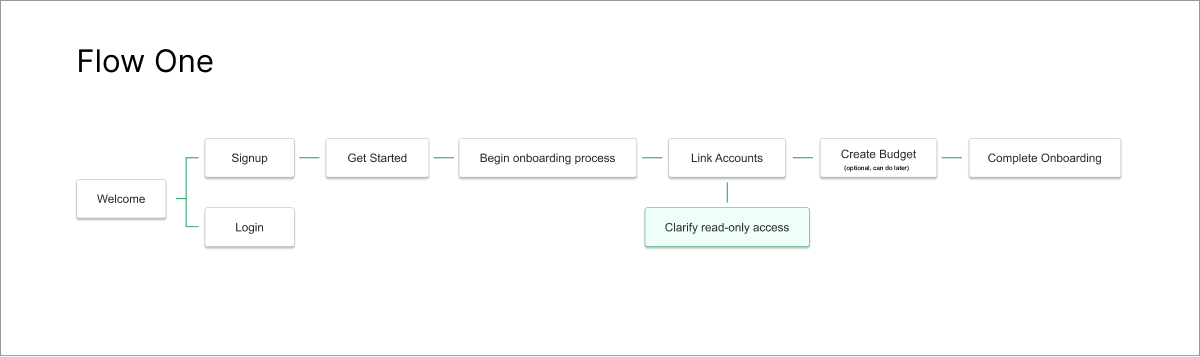 Flow One
Welcome
Signup
Login
Get Started
Begin onboarding process
Link Accounts
Clarify read-only access
Create Budget
(optional, can do later)
Complete Onboarding